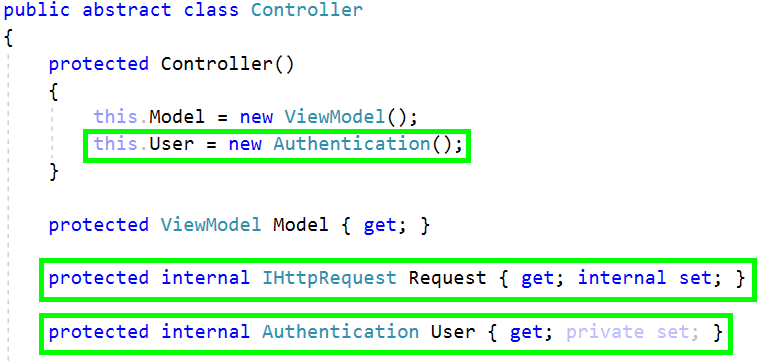 public abstract class Controller
{
protected Controller()
{
this.Model = new ViewModel();
this.User = new Authentication();
}
protected ViewModel Model { get; }
protected internal IHttpRequest Request { get; internal set; }
protected internal Authentication User { get; private set; }